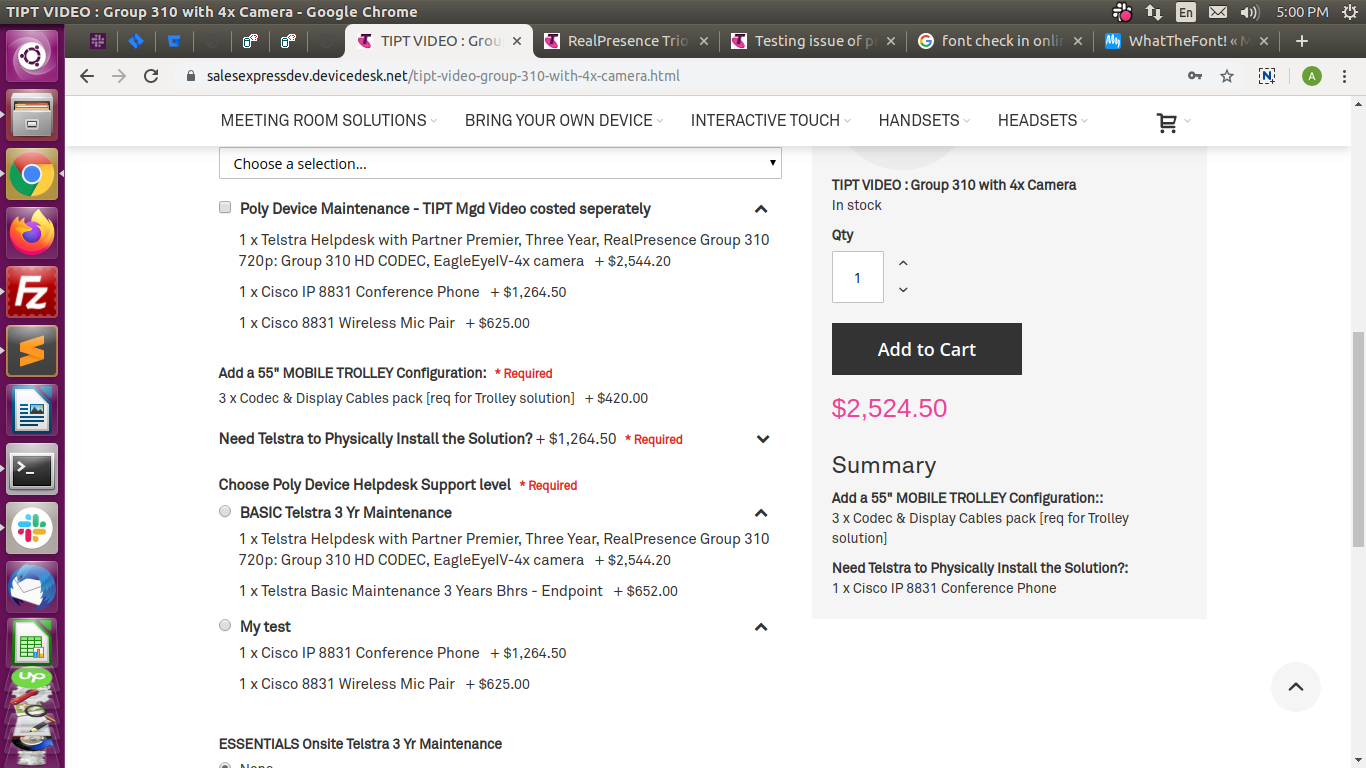 TIPT VIDEO : Group 310 with 4x Camera - Google Chrome
En
5:00 PM
TIPT VIDEO : Grou
RealPresence Trio
Testing issue of p
font check in onlin
WhatTheFont! « M
salesexpressdev.devicedesk.net/tipt-video-group-310-with-4x-camera.html
A
MEETING ROOM SOLUTIONS
BRING YOUR OWN DEVICE
INTERACTIVE TOUCH
HANDSETS
HEADSETS
Choose a selection...
Poly Device Maintenance - TIPT Mgd Video costed seperately
1 x Telstra Helpdesk with Partner Premier, Three Year, RealPresence Group 310
720p: Group 310 HD CODEC, EagleEyeIV-4x camera + $2,544.20
1 x Cisco IP 8831 Conference Phone + $1,264.50
1 x Cisco 8831 Wireless Mic Pair + $625.00
Add a 55" MOBILE TROLLEY Configuration: * Required
3 x Codec & Display Cables pack [req for Trolley solution] + $420.00
Need Telstra to Physically Install the Solution? + $1,264.50 * Required
Choose Poly Device Helpdesk Support level * Required
BASIC Telstra 3 Yr Maintenance
1 x Telstra Helpdesk with Partner Premier, Three Year, RealPresence Group 310
720p: Group 310 HD CODEC, EagleEyeIV-4x camera + $2,544.20
1 x Telstra Basic Maintenance 3 Years Bhrs - Endpoint + $652.00
My test
1 x Cisco IP 8831 Conference Phone + $1,264.50
1 x Cisco 8831 Wireless Mic Pair + $625.00
ESSENTIALS Onsite Telstra 3 Yr Maintenance
None
TIPT VIDEO : Group 310 with 4x Camera
In stock
Qty
1
Add to Cart
$2,524.50
Summary
Add a 55" MOBILE TROLLEY Configuration::
3 x Codec & Display Cables pack [req for Trolley
solution]
Need Telstra to Physically Install the Solution?:
1 x Cisco IP 8831 Conference Phone
Fz
up